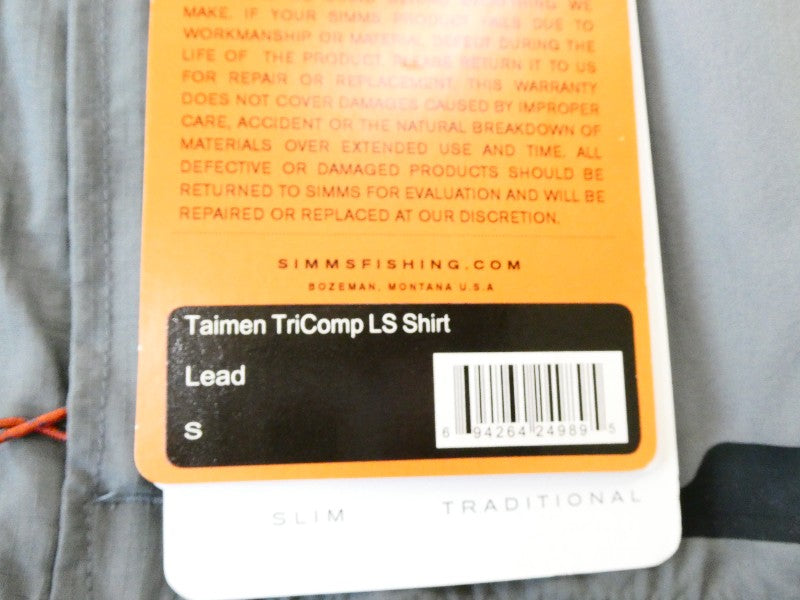 MAKE. IF YOUR SIMMS PRODUCT FAILS DUE TO
WORKMANSHIP OR MATERIAL DEFECT DURING THE
LIFE OF THE PRODUCT, PLEASE RETURN IT TO US
FOR REPAIR OR REPLACEMENT. THIS WARRANTY
DOES NOT COVER DAMAGES CAUSED BY IMPROPER
CARE, ACCIDENT OR THE NATURAL BREAKDOWN OF
MATERIALS OVER EXTENDED USE AND TIME. ALL
DEFECTIVE OR DAMAGED PRODUCTS SHOULD BE
RETURNED TO SIMMS FOR EVALUATION AND WILL BE
REPAIRED OR REPLACED AT OUR DISCRETION.
SIMMSFISHING.COM
BOZEMAN, MONTANA U.S.A
Taimen TriComp LS Shirt
Lead
S
6 94264 24989 5
SLIM TRADITIONAL